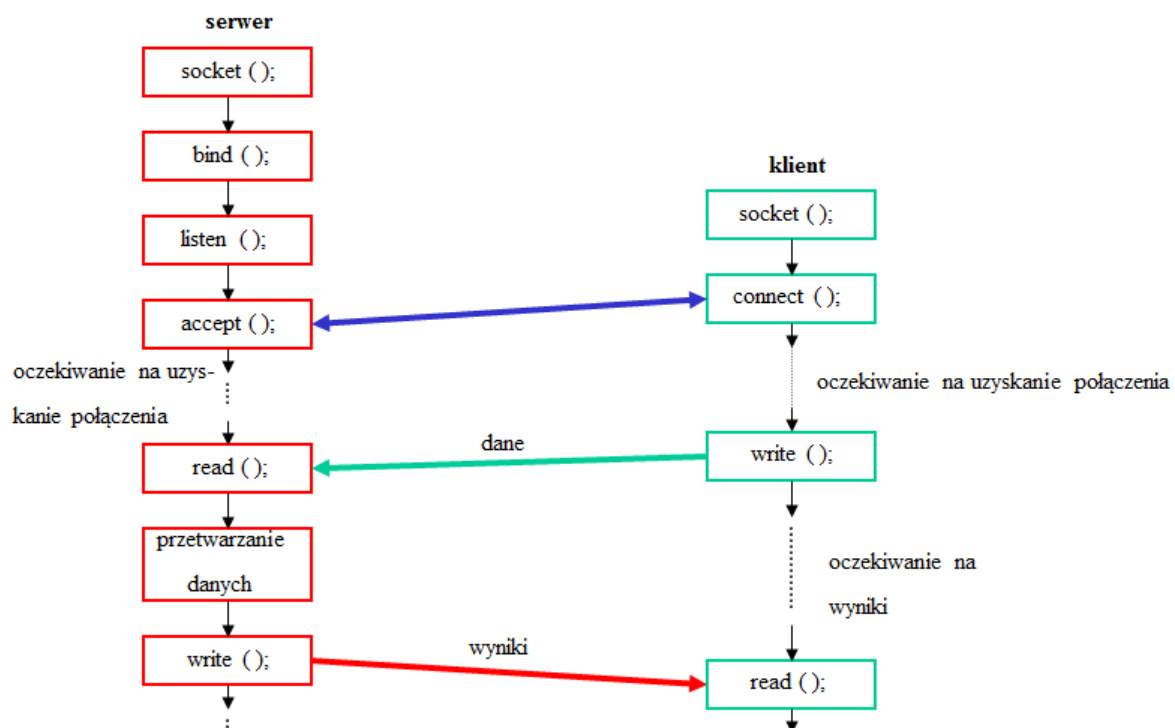 serwer
socket ( );
bind ( );
listen ( );
accept ( );
oczekiwanie na uzys-
kanie połączenia
read ( );
przetwarzanie
danych
write ( );
klient
socket ( );
connect ( );
oczekiwanie na uzyskanie połączenia
dane
write ( );
oczekiwanie na
wyniki
wyniki
read ( );